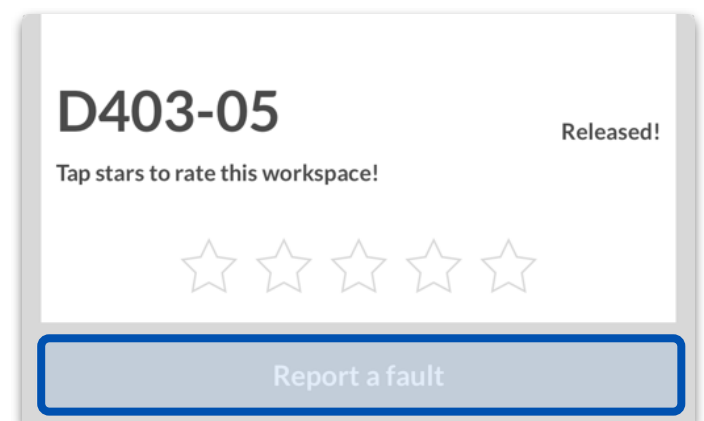 D403-05
Released!
Tap stars to rate this workspace!
Report a fault